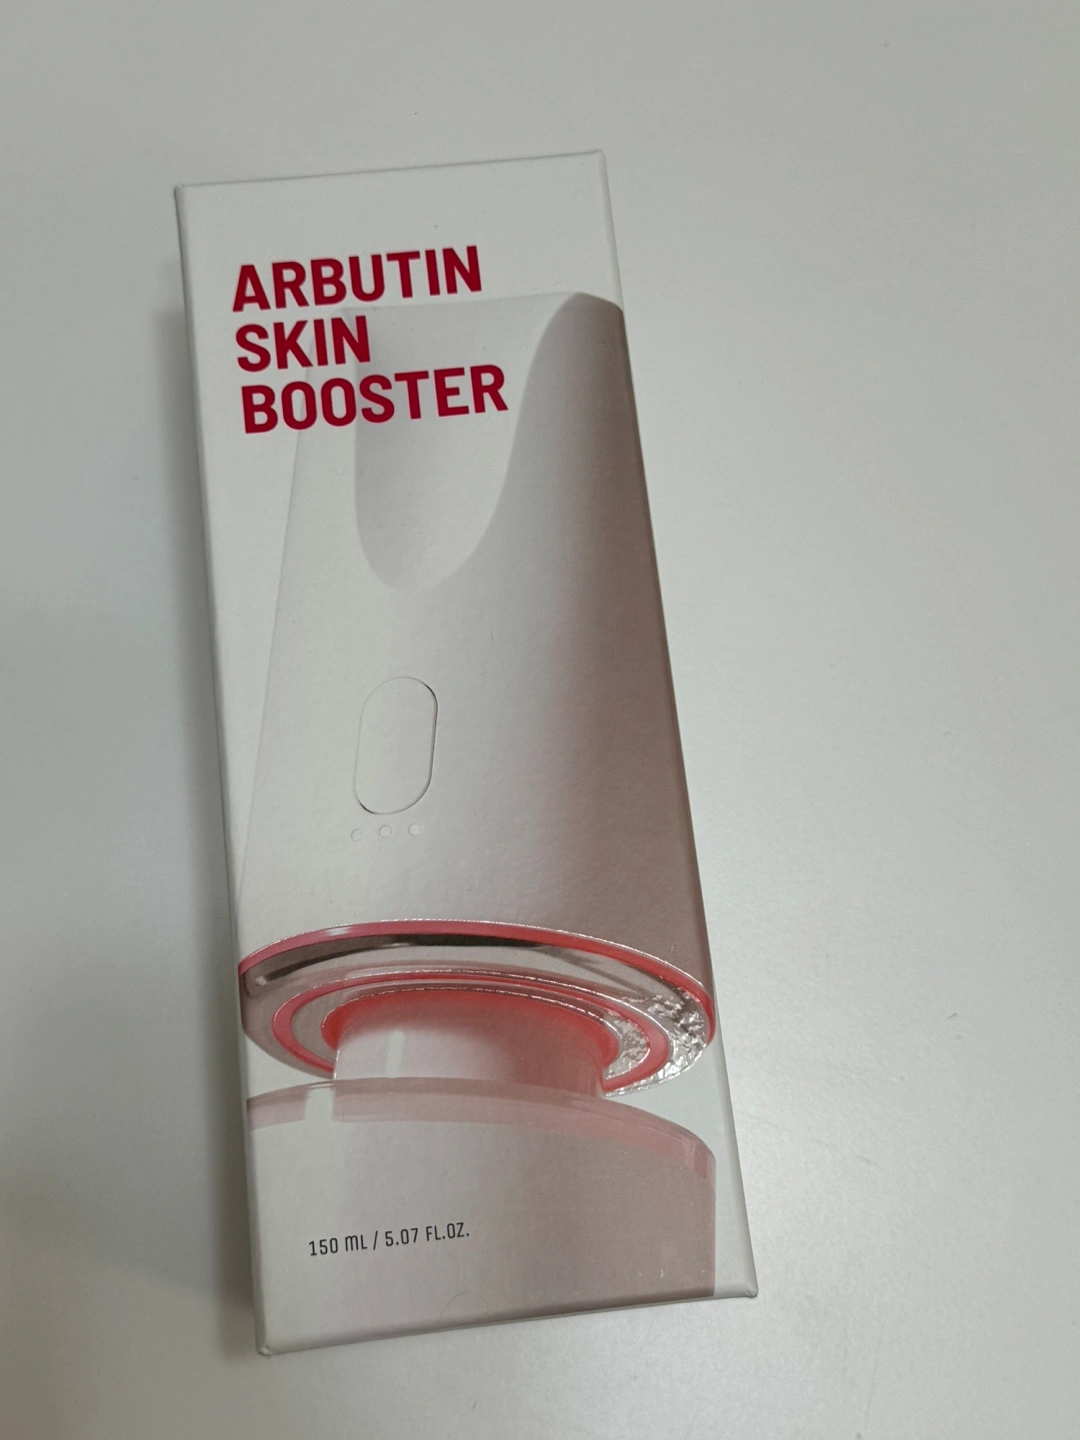 ARBUTIN
SKIN
BOOSTER
150 mL / 5.07 FL.OZ.